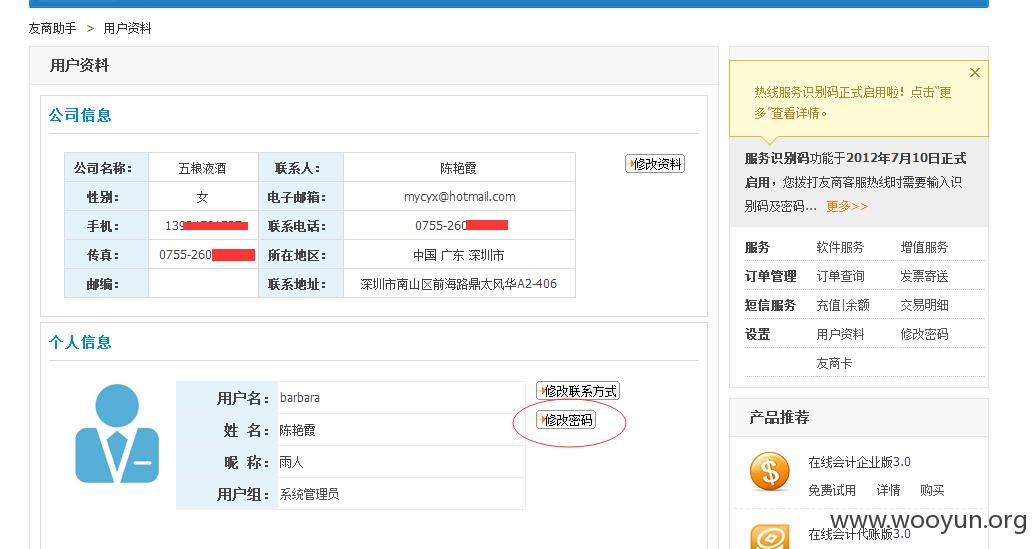 友商助手 > 用户资料
用户资料
公司信息
公司名称： 五粮液酒 联系人： 陈艳霞
性别： 女 电子邮箱： mycyx@hotmail.com
手机： 139 联系电话： 0755-260
传真： 0755-260 所在地区： 中国 广东 深圳市
邮编： 联系地址： 深圳市南山区前海路鼎太风华A2-406
修改资料
个人信息
用户名： barbara
姓 名： 陈艳霞
昵 称： 雨人
用户组： 系统管理员
修改联系方式
修改密码
热线服务识别码正式启用啦！点击“更
多”查看详情。
服务识别码功能于2012年7月10日正式
启用，您拨打友商客服热线时需要输入识
别码及密码... 更多>>
服务 软件服务 增值服务
订单管理 订单查询 发票寄送
短信服务 充值|余额 交易明细
设置 用户资料 修改密码
友商卡
产品推荐
在线会计企业版3.0
免费试用 详情 购买
在线会计代账版3.0
www.wooyun.org